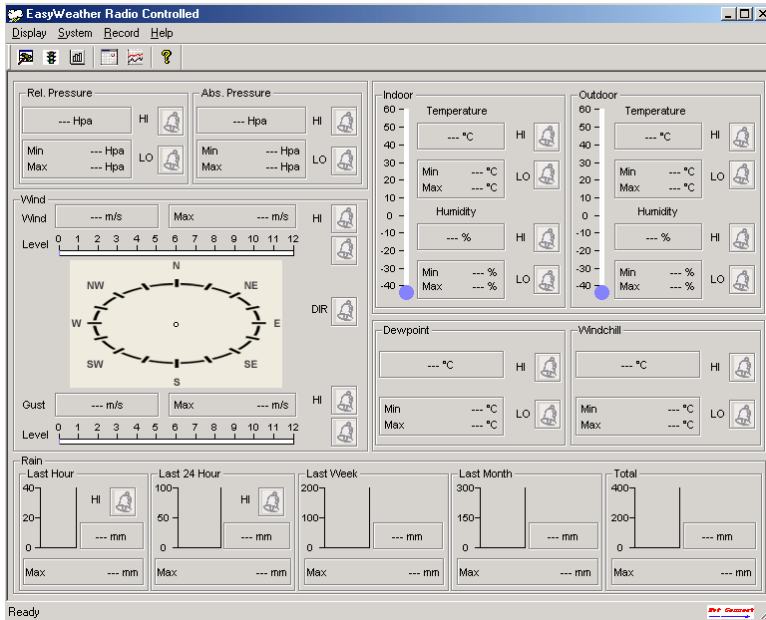 EasyWeather Radio Controlled
Display System Record Help
Rel. Pressure
--- Hpa
HI
Min --- Hpa
Max --- Hpa
LO
Abs. Pressure
--- Hpa
HI
Min --- Hpa
Max --- Hpa
LO
Indoor
60
50
40
30
20
10
0
-10
-20
-30
-40
Temperature
--- °C
HI
Min --- °C
Max --- °C
LO
Humidity
--- %
HI
Min --- %
Max --- %
LO
Outdoor
60
50
40
30
20
10
0
-10
-20
-30
-40
Temperature
--- °C
HI
Min --- °C
Max --- °C
LO
Humidity
--- %
HI
Min --- %
Max --- %
LO
Wind
Wind --- m/s Max --- m/s HI
Level 0 1 2 3 4 5 6 7 8 9 10 11 12
N
NW NE
W E
SW SE
S
DIR
Gust --- m/s Max --- m/s HI
Level 0 1 2 3 4 5 6 7 8 9 10 11 12
Dewpoint
--- °C
HI
Min --- °C
Max --- °C
LO
Windchill
--- °C
HI
Min --- °C
Max --- °C
LO
Rain
Last Hour
40
20
0
HI
--- mm
Max --- mm
Last 24 Hour
100
50
0
HI
--- mm
Max --- mm
Last Week
200
100
0
--- mm
Max --- mm
Last Month
300
150
0
--- mm
Max --- mm
Total
400
200
0
--- mm
Max --- mm
Ready